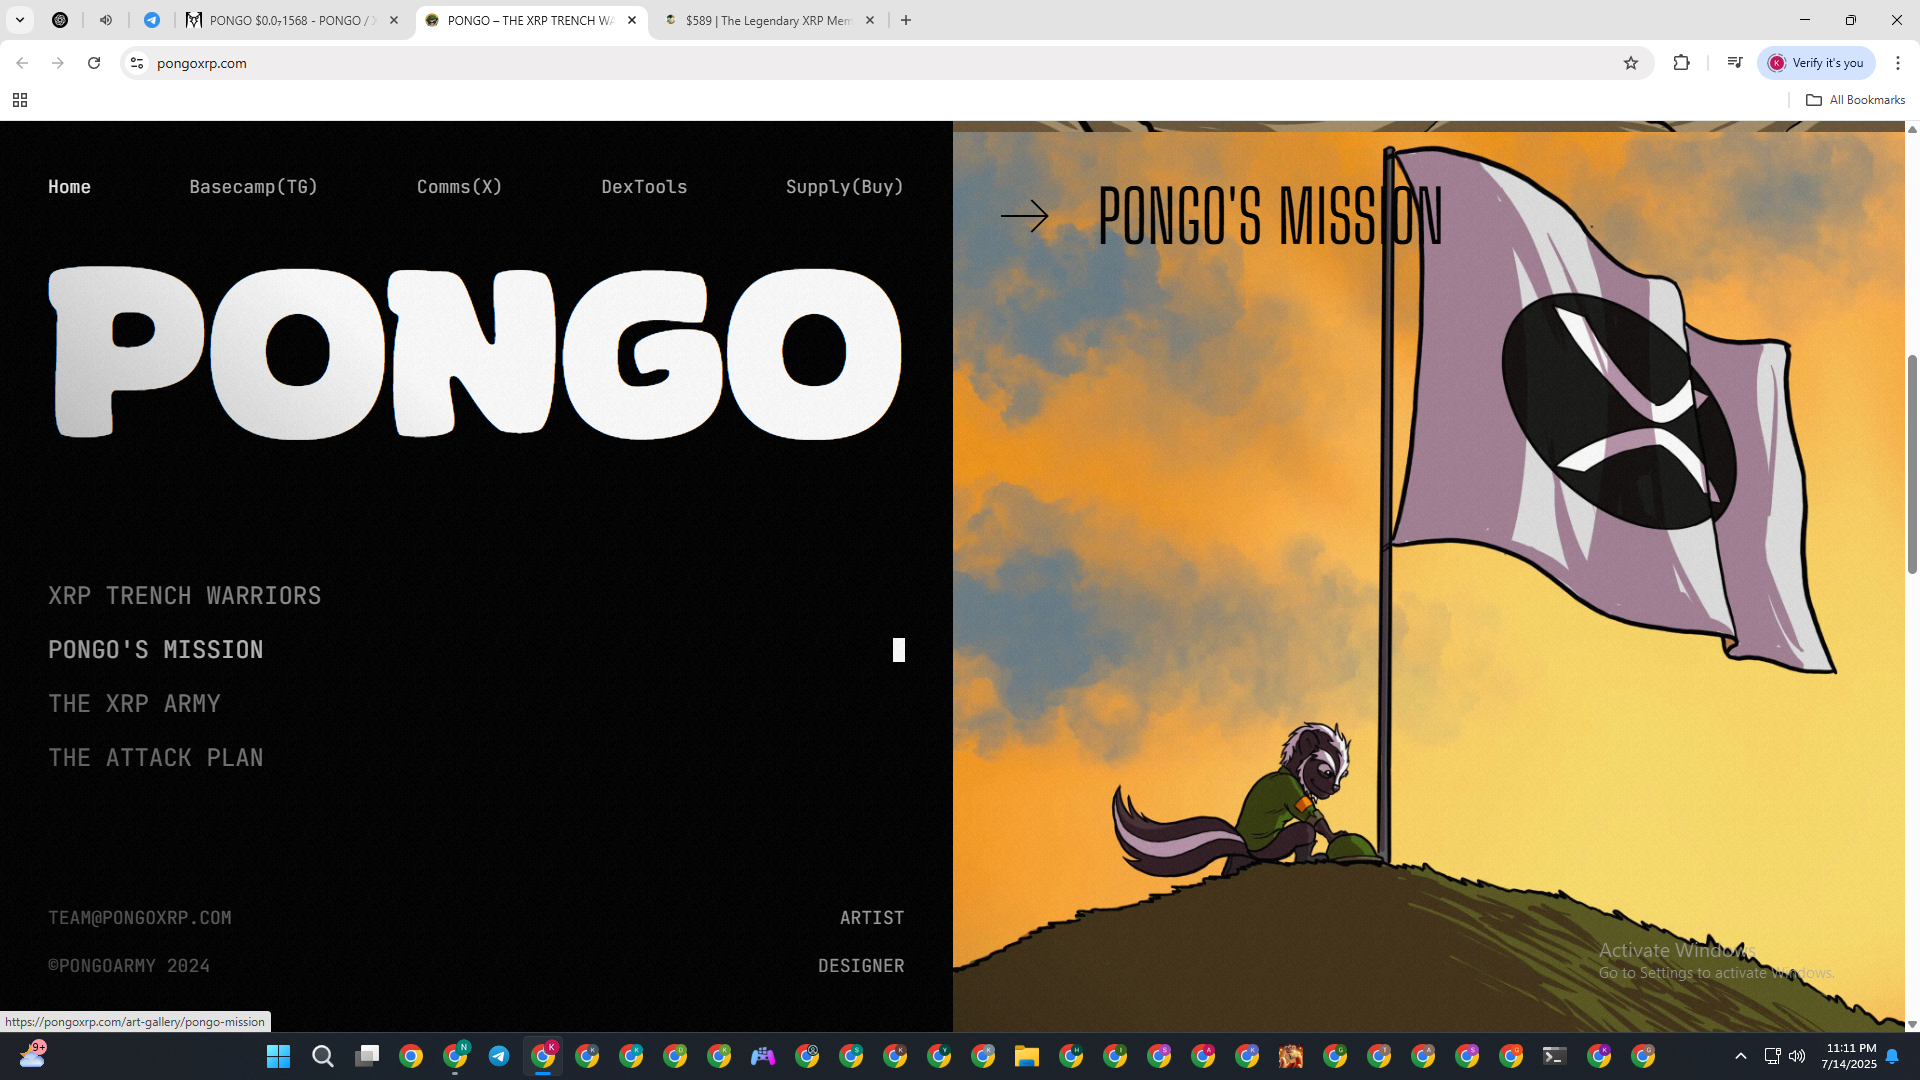 PONGO $0.0₇1568 - PONGO / X
PONGO – THE XRP TRENCH WA
$589 | The Legendary XRP Mem
pongoxrp.com
K
Verify it's you
All Bookmarks
Home
Basecamp(TG)
Comms(X)
DexTools
Supply(Buy)
PONGO
XRP TRENCH WARRIORS
PONGO'S MISSION
THE XRP ARMY
THE ATTACK PLAN
TEAM@PONGOXRP.COM
ARTIST
©PONGOARMY 2024
DESIGNER
PONGO'S MISSION
Activate Windows
Go to Settings to activate Windows.
https://pongoxrp.com/art-gallery/pongo-mission
9+
11:11 PM
7/14/2025